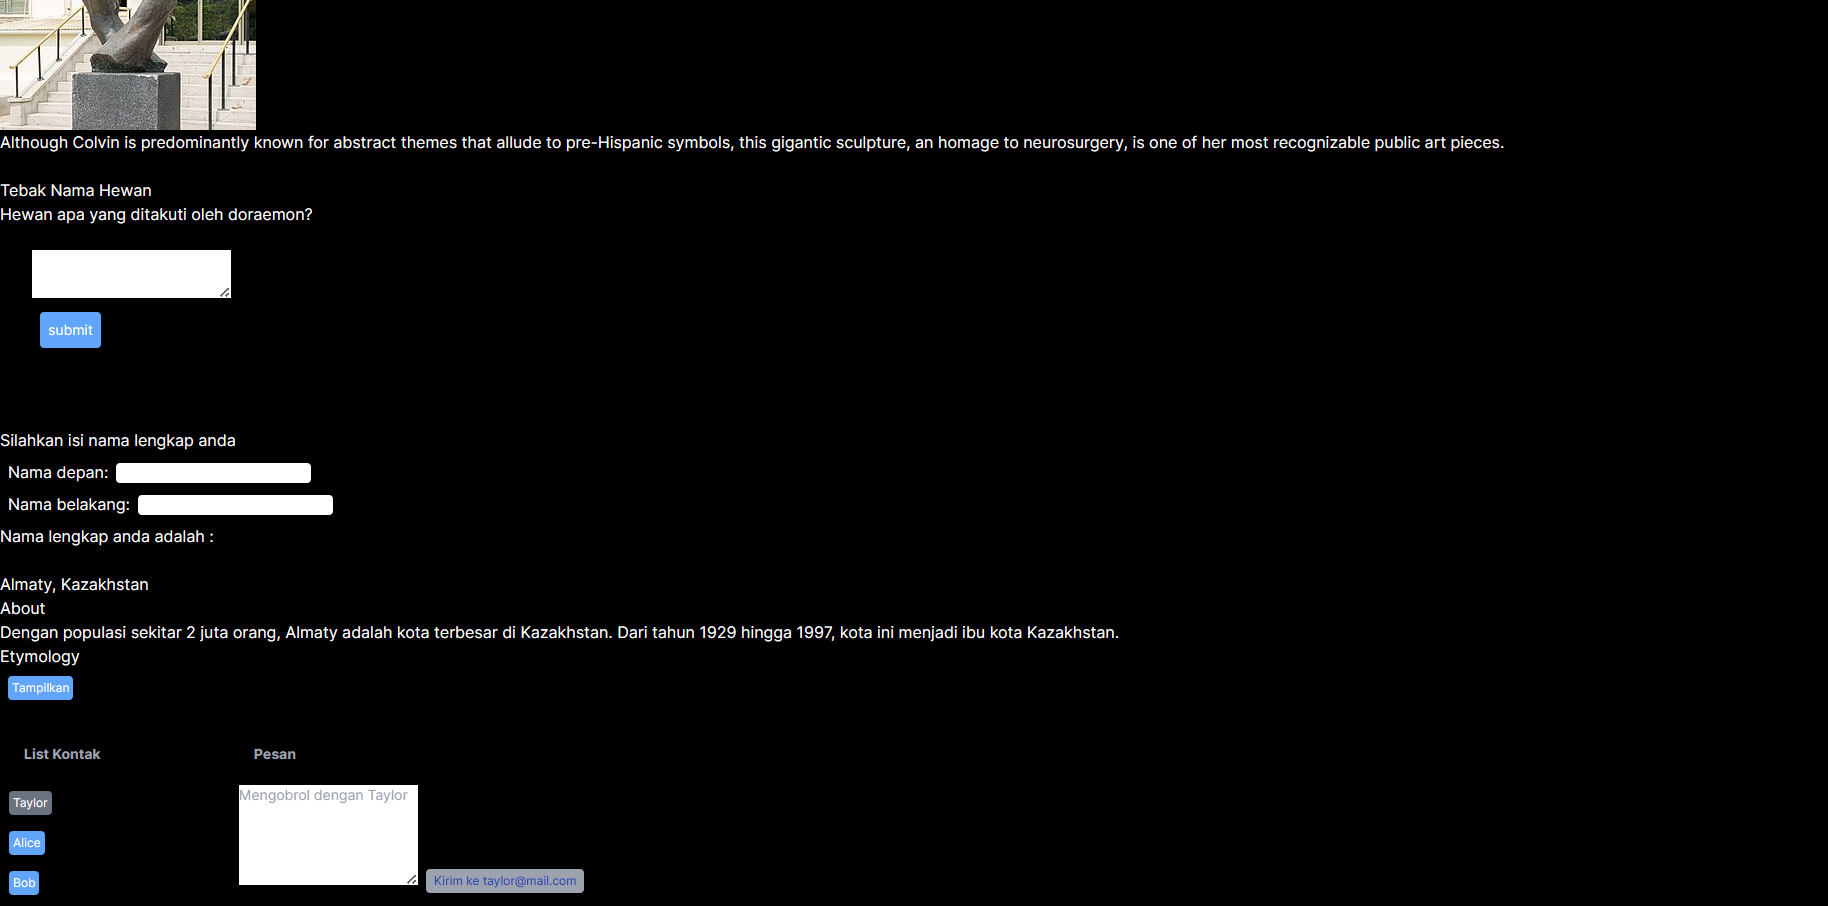 Although Colvin is predominantly known for abstract themes that allude to pre-Hispanic symbols, this gigantic sculpture, an homage to neurosurgery, is one of her most recognizable public art pieces.
Tebak Nama Hewan
Hewan apa yang ditakuti oleh doraemon?
submit
Silahkan isi nama lengkap anda
Nama depan:
Nama belakang:
Nama lengkap anda adalah :
Almaty, Kazakhstan
About
Dengan populasi sekitar 2 juta orang, Almaty adalah kota terbesar di Kazakhstan. Dari tahun 1929 hingga 1997, kota ini menjadi ibu kota Kazakhstan.
Etymology
Tampilkan
List Kontak
Taylor
Alice
Bob
Pesan
Mengobrol dengan Taylor
Kirim ke taylor@mail.com